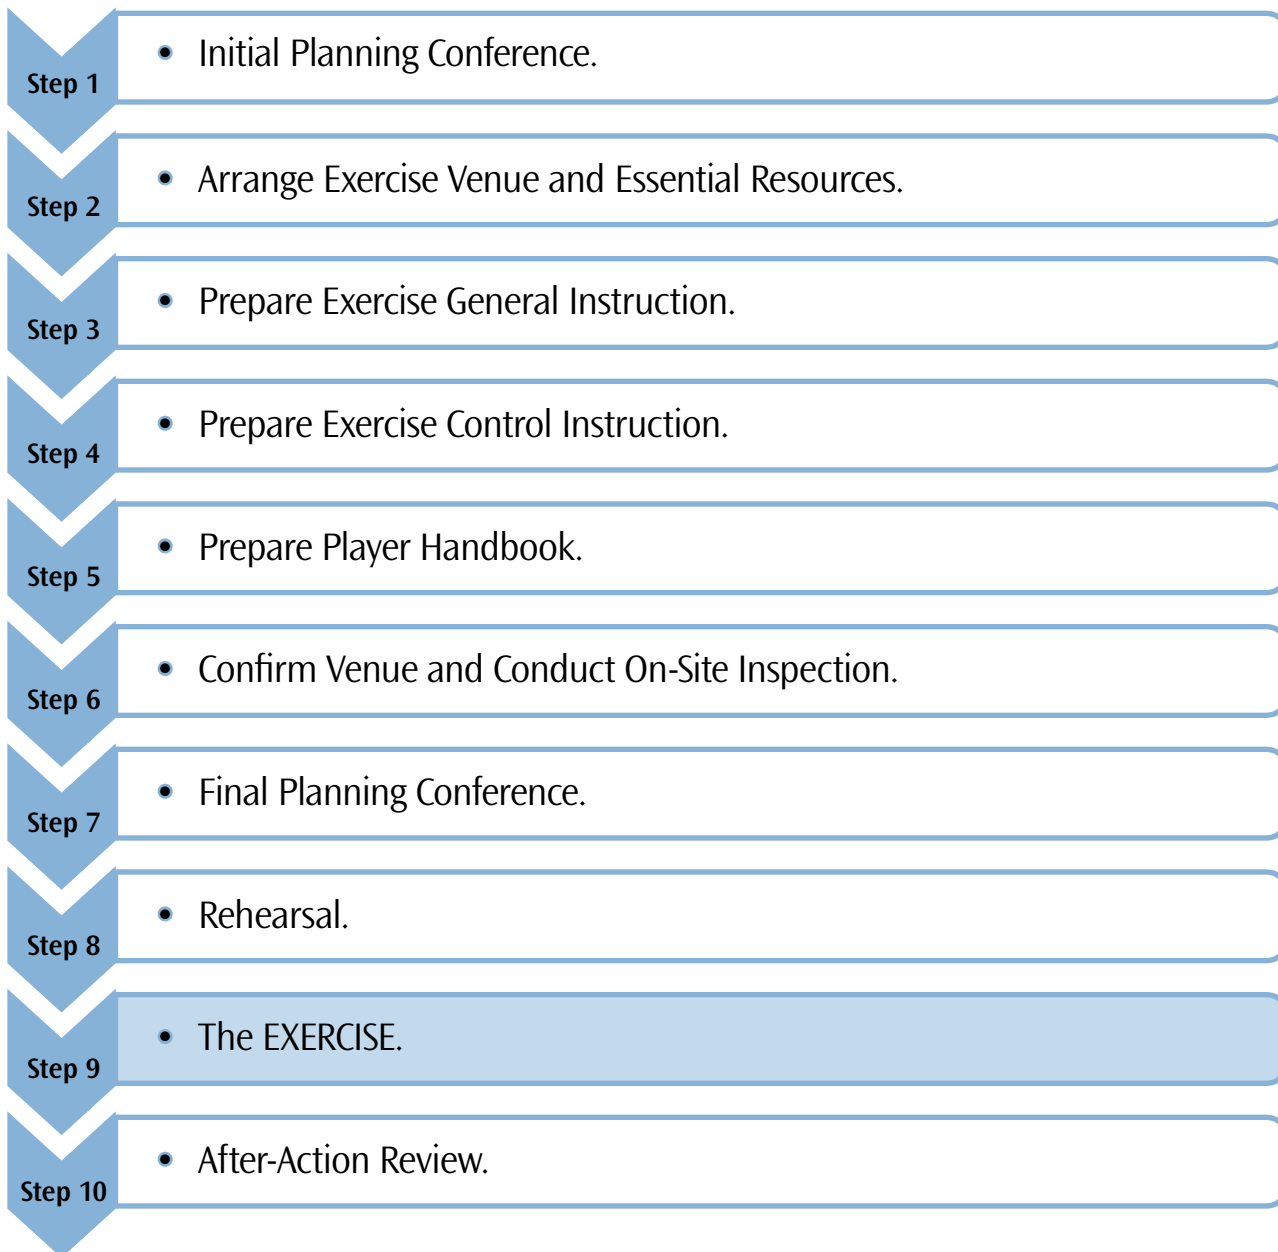 Step 1
• Initial Planning Conference.
Step 2
• Arrange Exercise Venue and Essential Resources.
Step 3
• Prepare Exercise General Instruction.
Step 4
• Prepare Exercise Control Instruction.
Step 5
• Prepare Player Handbook.
Step 6
• Confirm Venue and Conduct On-Site Inspection.
Step 7
• Final Planning Conference.
Step 8
• Rehearsal.
Step 9
• The EXERCISE.
Step 10
• After-Action Review.